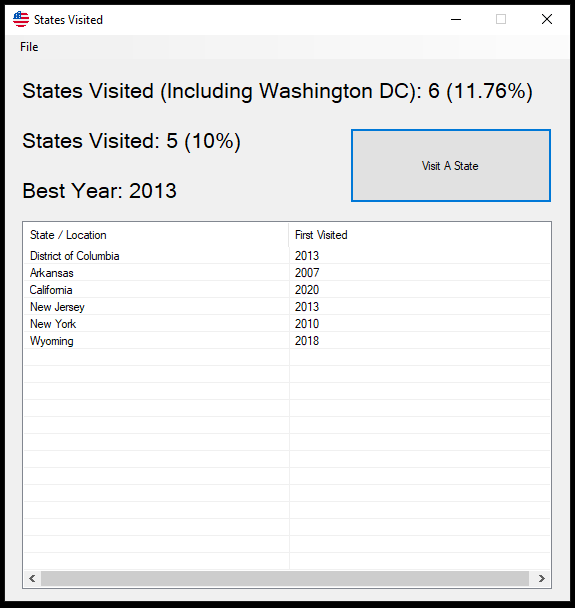 States Visited
File
States Visited (Including Washington DC): 6 (11.76%)
States Visited: 5 (10%)
Visit A State
Best Year: 2013
State / Location First Visited
District of Columbia 2013
Arkansas 2007
California 2020
New Jersey 2013
New York 2010
Wyoming 2018